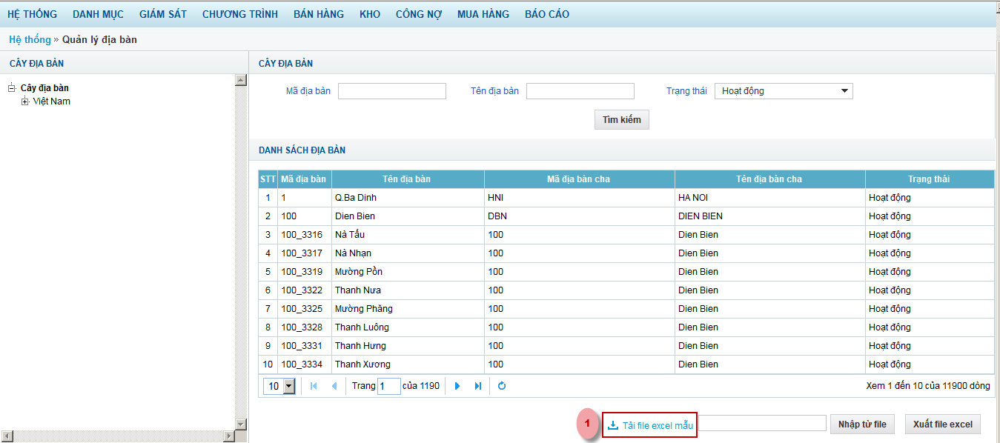 HỆ THỐNG DANH MỤC GIÁM SÁT CHƯƠNG TRÌNH BÁN HÀNG KHO CÔNG NỢ MUA HÀNG BÁO CÁO
Hệ thống » Quản lý địa bàn
CÂY ĐỊA BÀN
Cây địa bàn
Việt Nam
CÂY ĐỊA BÀN
Mã địa bàn Tên địa bàn Trạng thái Hoạt động
Tìm kiếm
DANH SÁCH ĐỊA BÀN
STT Mã địa bàn Tên địa bàn Mã địa bàn cha Tên địa bàn cha Trạng thái
1 1 Q.Ba Dinh HNI HA NOI Hoạt động
2 100 Dien Bien DBN DIEN BIEN Hoạt động
3 100_3316 Nà Tấu 100 Dien Bien Hoạt động
4 100_3317 Nà Nhạn 100 Dien Bien Hoạt động
5 100_3319 Mường Pồn 100 Dien Bien Hoạt động
6 100_3322 Thanh Nưa 100 Dien Bien Hoạt động
7 100_3325 Mường Phăng 100 Dien Bien Hoạt động
8 100_3328 Thanh Luông 100 Dien Bien Hoạt động
9 100_3331 Thanh Hưng 100 Dien Bien Hoạt động
10 100_3334 Thanh Xương 100 Dien Bien Hoạt động
10 Trang 1 của 1190 Xem 1 đến 10 của 11900 dòng
1 Tải file excel mẫu Nhập từ file Xuất file excel